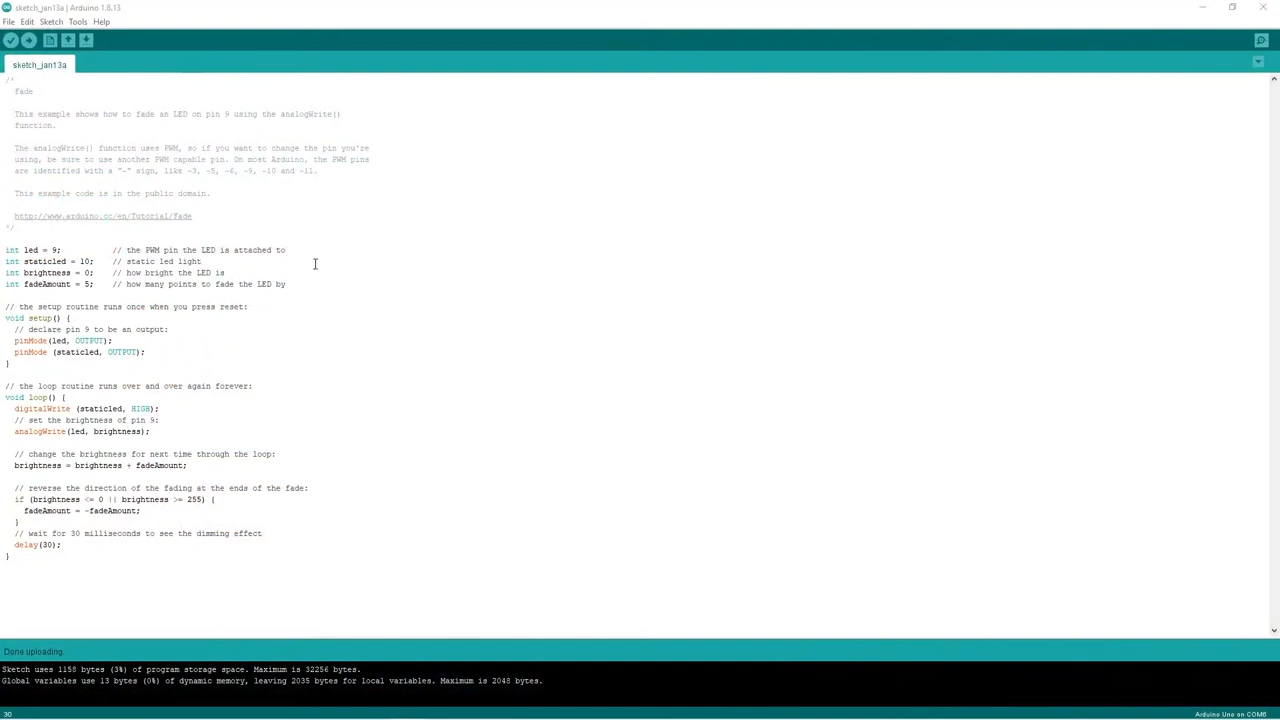 sketch_jan13a | Arduino 1.8.13
File Edit Sketch Tools Help
sketch_jan13a
/*
Fade
This example shows how to fade an LED on pin 9 using the analogWrite()
function.
The analogWrite() function uses PWM, so if you want to change the pin you're
using, be sure to use another PWM capable pin. On most Arduino, the PWM pins
are identified with a "~" sign, like ~3, ~5, ~6, ~9, ~10 and ~11.
This example code is in the public domain.
http://www.arduino.cc/en/Tutorial/Fade
*/
int led = 9;           // the PWM pin the LED is attached to
int staticled = 10;    // static led light
int brightness = 0;    // how bright the LED is
int fadeAmount = 5;    // how many points to fade the LED by
// the setup routine runs once when you press reset:
void setup() {
  // declare pin 9 to be an output:
  pinMode(led, OUTPUT);
  pinMode (staticled, OUTPUT);
}
// the loop routine runs over and over again forever:
void loop() {
  digitalWrite (staticled, HIGH);
  // set the brightness of pin 9:
  analogWrite(led, brightness);
  // change the brightness for next time through the loop:
  brightness = brightness + fadeAmount;
  // reverse the direction of the fading at the ends of the fade:
  if (brightness <= 0 || brightness >= 255) {
    fadeAmount = -fadeAmount;
  }
  // wait for 30 milliseconds to see the dimming effect
  delay(30);
}
Done uploading.
Sketch uses 1158 bytes (3%) of program storage space. Maximum is 32256 bytes.
Global variables use 13 bytes (0%) of dynamic memory, leaving 2035 bytes for local variables. Maximum is 2048 bytes.
30 Arduino Uno on COM6